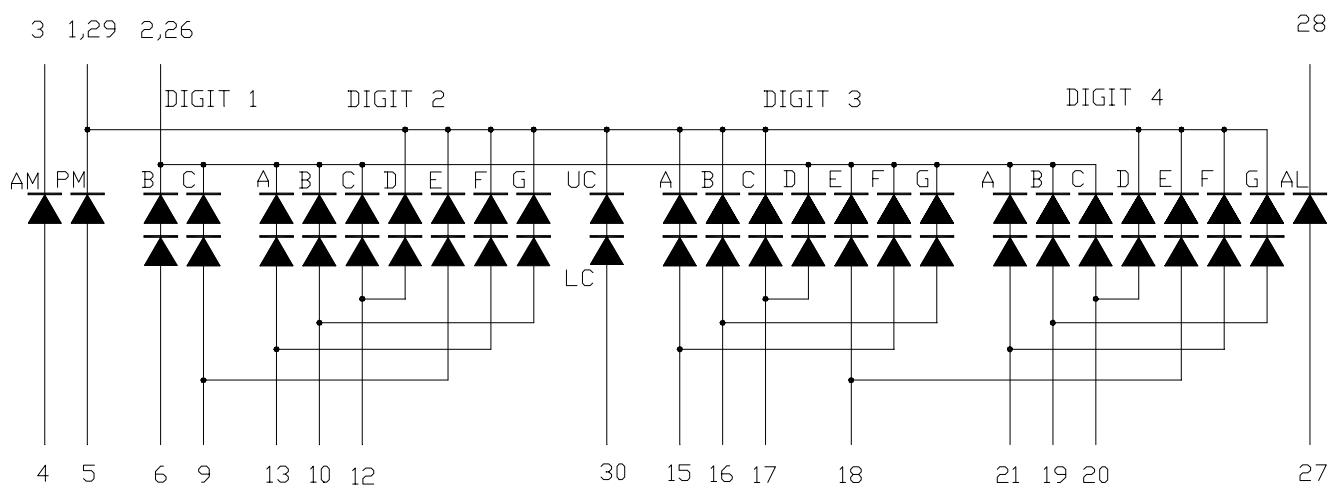 3 1,29 2,26 28
DIGIT 1 DIGIT 2 DIGIT 3 DIGIT 4
AM PM B C A B C D E F G UC A B C D E F G A B C D E F G AL
LC
4 5 6 9 13 10 12 30 15 16 17 18 21 19 20 27